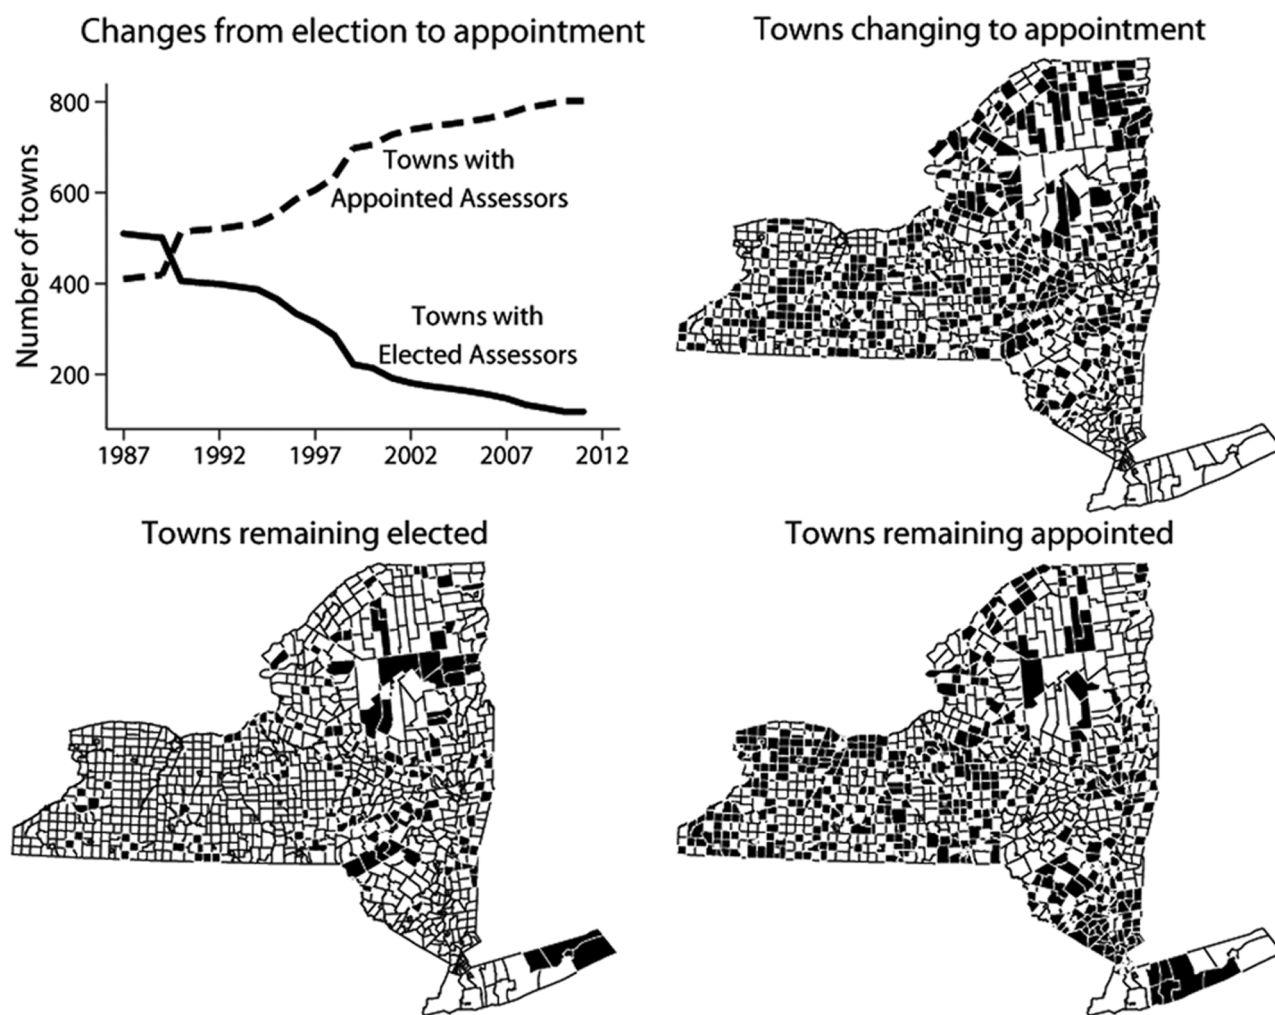 Changes from election to appointment
Number of towns
800
600
400
200
Towns with
Appointed Assessors
Towns with
Elected Assessors
1987
1992
1997
2002
2007
2012
Towns changing to appointment
Towns remaining elected
Towns remaining appointed